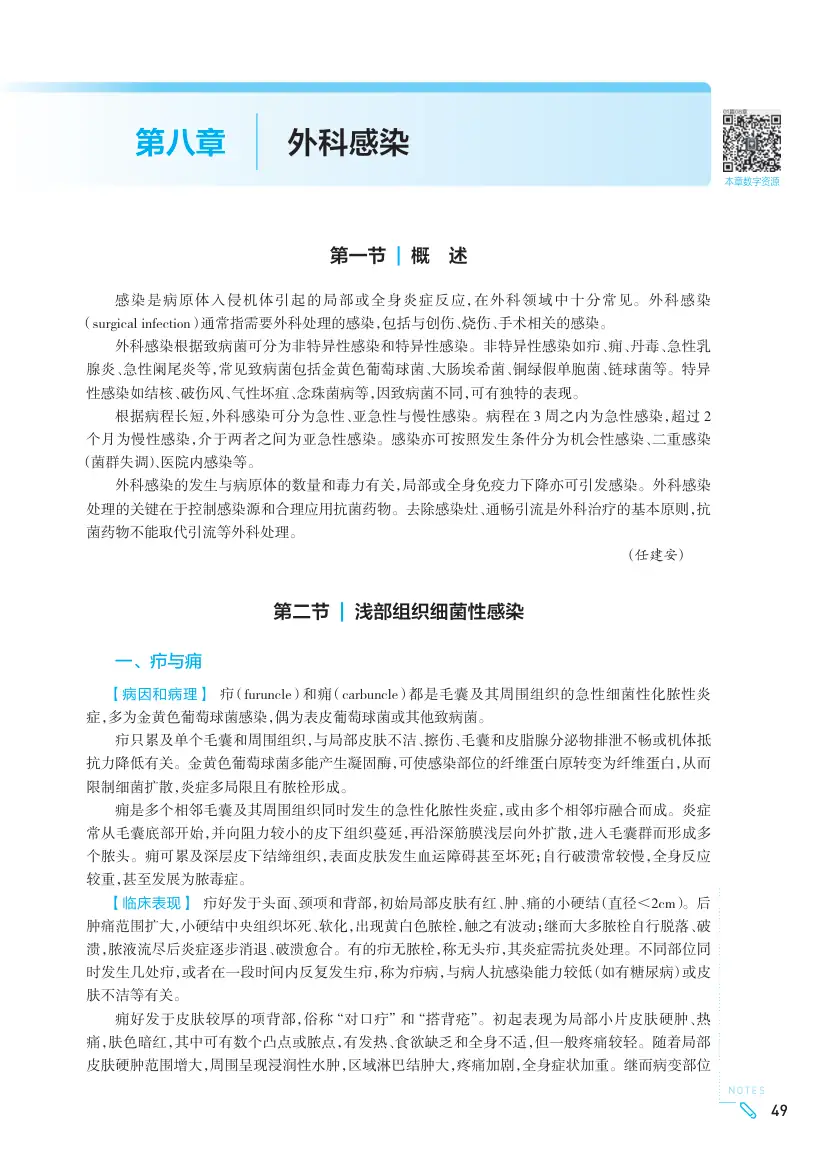 第八章
外科感染
本章数字资源
第一节 | 概 述
感染是病原体入侵机体引起的局部或全身炎症反应,在外科领域中十分常见。外科感染
(surgical infection)通常指需要外科处理的感染,包括与创伤、烧伤、手术相关的感染。
外科感染根据致病菌可分为非特异性感染和特异性感染。非特异性感染如疖、痈、丹毒、急性乳
腺炎、急性阑尾炎等,常见致病菌包括金黄色葡萄球菌、大肠埃希菌、铜绿假单胞菌、链球菌等。特异
性感染如结核、破伤风、气性坏疽、念珠菌病等,因致病菌不同,可有独特的表现。
根据病程长短,外科感染可分为急性、亚急性与慢性感染。病程在 3 周之内为急性感染,超过 2
个月为慢性感染,介于两者之间为亚急性感染。感染亦可按照发生条件分为机会性感染、二重感染
(菌群失调)、医院内感染等。
外科感染的发生与病原体的数量和毒力有关,局部或全身免疫力下降亦可引发感染。外科感染
处理的关键在于控制感染源和合理应用抗菌药物。去除感染灶、通畅引流是外科治疗的基本原则,抗
菌药物不能取代引流等外科处理。
(任建安)
第二节 | 浅部组织细菌性感染
一、疖与痈
【病因和病理】 疖(furuncle)和痈(carbuncle)都是毛囊及其周围组织的急性细菌性化脓性炎
症,多为金黄色葡萄球菌感染,偶为表皮葡萄球菌或其他致病菌。
疖只累及单个毛囊和周围组织,与局部皮肤不洁、擦伤、毛囊和皮脂腺分泌物排泄不畅或机体抵
抗力降低有关。金黄色葡萄球菌多能产生凝固酶,可使感染部位的纤维蛋白原转变为纤维蛋白,从而
限制细菌扩散,炎症多局限且有脓栓形成。
痈是多个相邻毛囊及其周围组织同时发生的急性化脓性炎症,或由多个相邻疖融合而成。炎症
常从毛囊底部开始,并向阻力较小的皮下组织蔓延,再沿深筋膜浅层向外扩散,进入毛囊群而形成多
个脓头。痈可累及深层皮下结缔组织,表面皮肤发生血运障碍甚至坏死;自行破溃常较慢,全身反应
较重,甚至发展为脓毒症。
【临床表现】 疖好发于头面、颈项和背部,初始局部皮肤有红、肿、痛的小硬结(直径<2cm)。后
肿痛范围扩大,小硬结中央组织坏死、软化,出现黄白色脓栓,触之有波动;继而大多脓栓自行脱落、破
溃,脓液流尽后炎症逐步消退、破溃愈合。有的疖无脓栓,称无头疖,其炎症需抗炎处理。不同部位同
时发生几处疖,或者在一段时间内反复发生疖,称为疖病,与病人抗感染能力较低(如有糖尿病)或皮
肤不洁等有关。
痈好发于皮肤较厚的项背部,俗称“对口疔”和“搭背疮”。初起表现为局部小片皮肤硬肿、热
痛,肤色暗红,其中可有数个凸点或脓点,有发热、食欲缺乏和全身不适,但一般疼痛较轻。随着局部
皮肤硬肿范围增大,周围呈现浸润性水肿,区域淋巴结肿大,疼痛加剧,全身症状加重。继而病变部位
NOTES
49